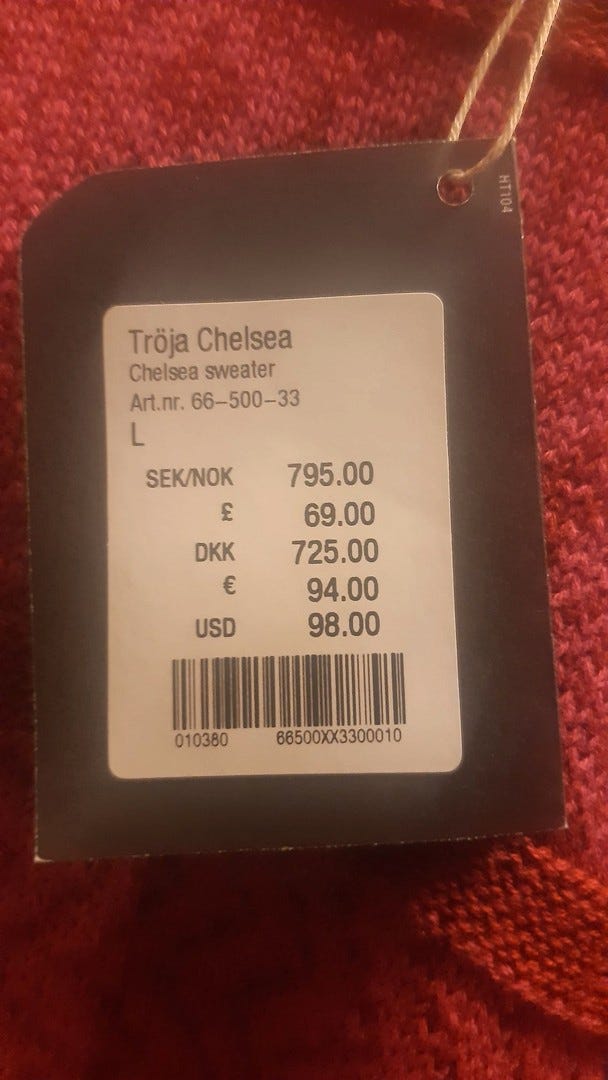 HT104
Tröja Chelsea
Chelsea sweater
Art.nr. 66-500-33
L
SEK/NOK 795.00
£ 69.00
DKK 725.00
€ 94.00
USD 98.00
010380 66500XX3300010